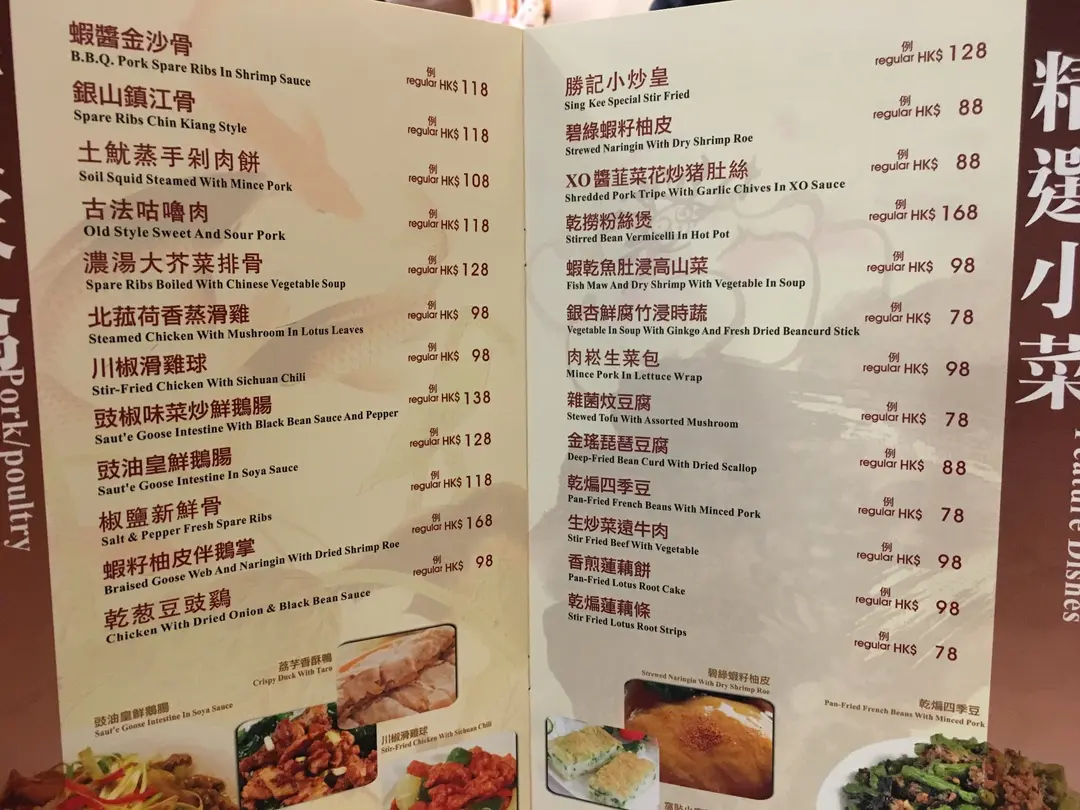 Pork/poultry
蝦醬金沙骨
B.B.Q. Pork Spare Ribs In Shrimp Sauce
例
regular HK$ 118
銀山鎮江骨
Spare Ribs Chin Kiang Style
例
regular HK$ 118
土魷蒸手剁肉餅
Soil Squid Steamed With Mince Pork
例
regular HK$ 108
古法咕嚕肉
Old Style Sweet And Sour Pork
例
regular HK$ 118
濃湯大芥菜排骨
Spare Ribs Boiled With Chinese Vegetable Soup
例
regular HK$ 128
北菰荷香蒸滑雞
Steamed Chicken With Mushroom In Lotus Leaves
例
regular HK$ 98
川椒滑雞球
Stir-Fried Chicken With Sichuan Chili
例
regular HK$ 98
豉椒味菜炒鮮鵝腸
Saut'e Goose Intestine With Black Bean Sauce And Pepper
例
regular HK$ 138
豉油皇鮮鵝腸
Saut'e Goose Intestine In Soya Sauce
例
regular HK$ 128
椒鹽新鮮骨
Salt & Pepper Fresh Spare Ribs
例
regular HK$ 118
蝦籽柚皮伴鵝掌
Braised Goose Web And Naringin With Dried Shrimp Roe
例
regular HK$ 168
乾葱豆豉鷄
Chicken With Dried Onion & Black Bean Sauce
例
regular HK$ 98
荔芋香酥鴨
Crispy Duck With Taro
豉油皇鮮鵝腸
Saut'e Goose Intestine In Soya Sauce
川椒滑雞球
Stir-Fried Chicken With Sichuan Chili
勝記小炒皇
Sing Kee Special Stir Fried
例
regular HK$ 128
碧綠蝦籽柚皮
Strewed Naringin With Dry Shrimp Roe
例
regular HK$ 88
XO醬韮菜花炒猪肚絲
Shredded Pork Tripe With Garlic Chives In XO Sauce
例
regular HK$ 88
乾撈粉絲煲
Stirred Bean Vermicelli In Hot Pot
例
regular HK$ 168
蝦乾魚肚浸高山菜
Fish Maw And Dry Shrimp With Vegetable In Soup
例
regular HK$ 98
銀杏鮮腐竹浸時蔬
Vegetable In Soup With Ginkgo And Fresh Dried Beancurd Stick
例
regular HK$ 78
肉崧生菜包
Mince Pork In Lettuce Wrap
例
regular HK$ 98
雜菌炆豆腐
Stewed Tofu With Assorted Mushroom
例
regular HK$ 78
金瑤琵琶豆腐
Deep-Fried Bean Curd With Dried Scallop
例
regular HK$ 88
乾煸四季豆
Pan-Fried French Beans With Minced Pork
例
regular HK$ 78
生炒菜遠牛肉
Stir Fried Beef With Vegetable
例
regular HK$ 98
香煎蓮藕餅
Pan-Fried Lotus Root Cake
例
regular HK$ 98
乾煸蓮藕條
Stir Fried Lotus Root Strips
例
regular HK$ 78
碧綠蝦籽柚皮
Strewed Naringin With Dry Shrimp Roe
乾煸四季豆
Pan-Fried French Beans With Minced Pork
精選小菜
Feature Dishes